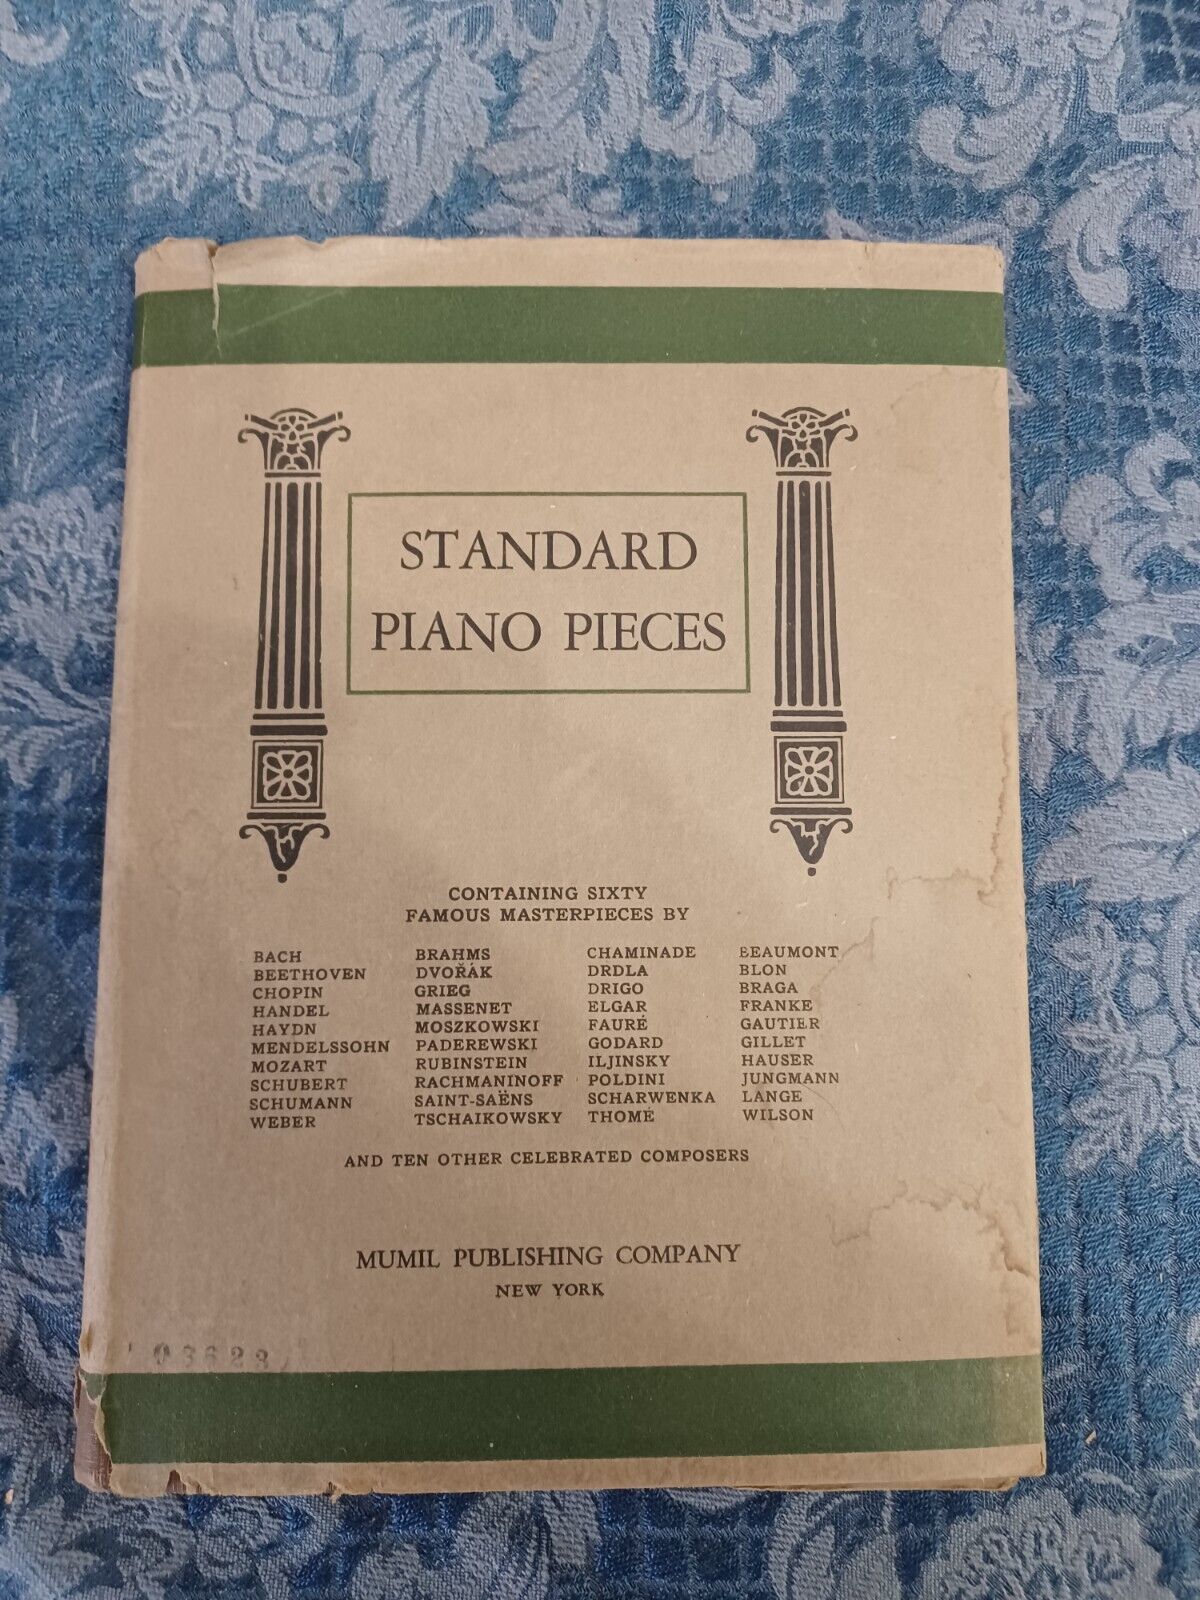 STANDARD
PIANO PIECES
CONTAINING SIXTY
FAMOUS MASTERPIECES BY
BACH
BEETHOVEN
CHOPIN
HANDEL
HAYDN
MENDELSSOHN
MOZART
SCHUBERT
SCHUMANN
WEBER
BRAHMS
DVOŘÁK
GRIEG
MASSENET
MOSZKOWSKI
PADEREWSKI
RUBINSTEIN
RACHMANINOFF
SAINT-SAËNS
TSCHAIKOWSKY
CHAMINADE
DRDLA
DRIGO
ELGAR
FAURÉ
GODARD
ILJINSKY
POLDINI
SCHARWENKA
THOMÉ
BEAUMONT
BLON
BRAGA
FRANKE
GAUTIER
GILLET
HAUSER
JUNGMANN
LANGE
WILSON
AND TEN OTHER CELEBRATED COMPOSERS
MUMIL PUBLISHING COMPANY
NEW YORK